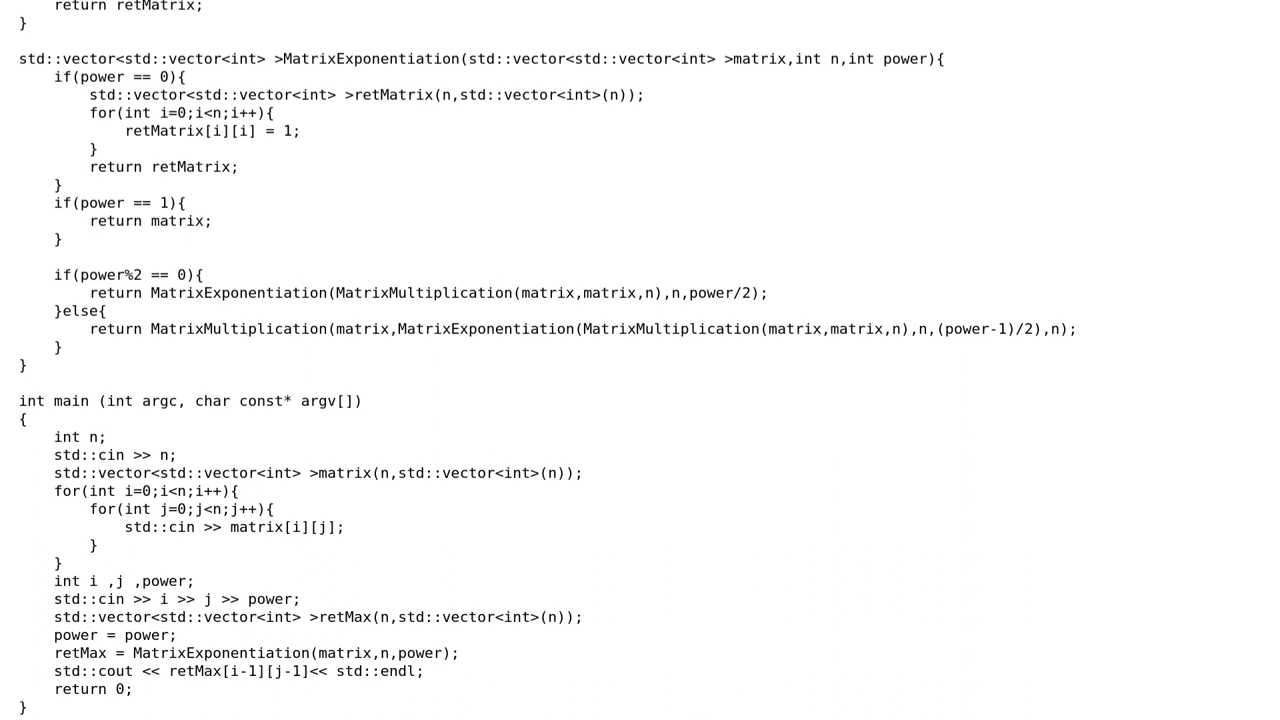 return retMatrix;
}

std::vector<std::vector<int> >MatrixExponentiation(std::vector<std::vector<int> >matrix,int n,int power){
    if(power == 0){
        std::vector<std::vector<int> >retMatrix(n,std::vector<int>(n));
        for(int i=0;i<n;i++){
            retMatrix[i][i] = 1;
        }
        return retMatrix;
    }
    if(power == 1){
        return matrix;
    }

    if(power%2 == 0){
        return MatrixExponentiation(MatrixMultiplication(matrix,matrix,n),n,power/2);
    }else{
        return MatrixMultiplication(matrix,MatrixExponentiation(MatrixMultiplication(matrix,matrix,n),n,(power-1)/2),n);
    }
}

int main (int argc, char const* argv[])
{
    int n;
    std::cin >> n;
    std::vector<std::vector<int> >matrix(n,std::vector<int>(n));
    for(int i=0;i<n;i++){
        for(int j=0;j<n;j++){
            std::cin >> matrix[i][j];
        }
    }
    int i ,j ,power;
    std::cin >> i >> j >> power;
    std::vector<std::vector<int> >retMax(n,std::vector<int>(n));
    power = power;
    retMax = MatrixExponentiation(matrix,n,power);
    std::cout << retMax[i-1][j-1]<< std::endl;
    return 0;
}